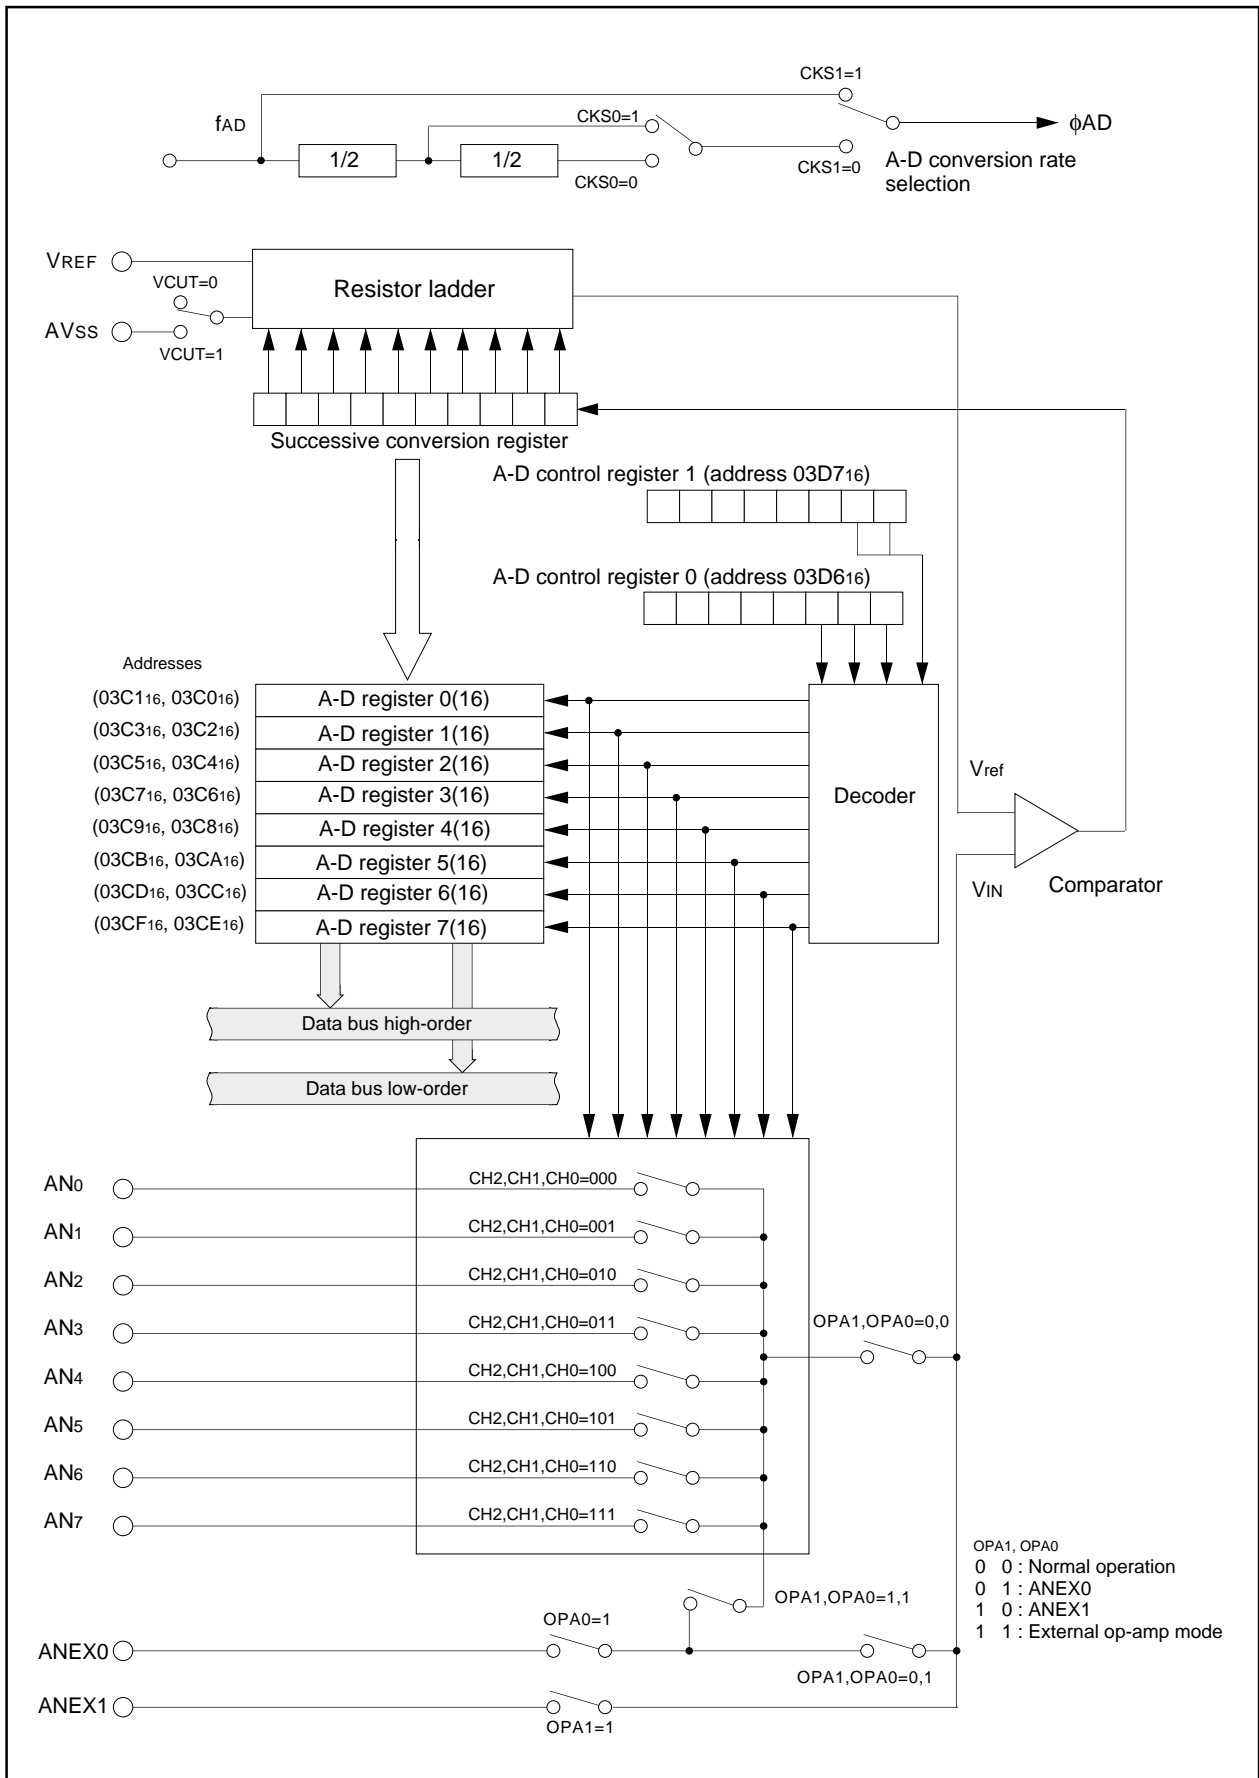 CKS1=1
fAD
CKS0=1
φAD
1/2
1/2
CKS0=0
CKS1=0
A-D conversion rate
selection
VREF
VCUT=0
Resistor ladder
AVSS
VCUT=1
Successive conversion register
A-D control register 1 (address 03D716)
A-D control register 0 (address 03D616)
Addresses
(03C116, 03C016)
A-D register 0(16)
(03C316, 03C216)
A-D register 1(16)
(03C516, 03C416)
A-D register 2(16)
(03C716, 03C616)
A-D register 3(16)
(03C916, 03C816)
A-D register 4(16)
(03CB16, 03CA16)
A-D register 5(16)
(03CD16, 03CC16)
A-D register 6(16)
(03CF16, 03CE16)
A-D register 7(16)
Decoder
Vref
VIN
Comparator
Data bus high-order
Data bus low-order
AN0
CH2,CH1,CH0=000
AN1
CH2,CH1,CH0=001
AN2
CH2,CH1,CH0=010
AN3
CH2,CH1,CH0=011
OPA1,OPA0=0,0
AN4
CH2,CH1,CH0=100
AN5
CH2,CH1,CH0=101
AN6
CH2,CH1,CH0=110
AN7
CH2,CH1,CH0=111
OPA1, OPA0
0 0 : Normal operation
0 1 : ANEX0
1 0 : ANEX1
1 1 : External op-amp mode
OPA1,OPA0=1,1
OPA0=1
ANEX0
OPA1,OPA0=0,1
ANEX1
OPA1=1